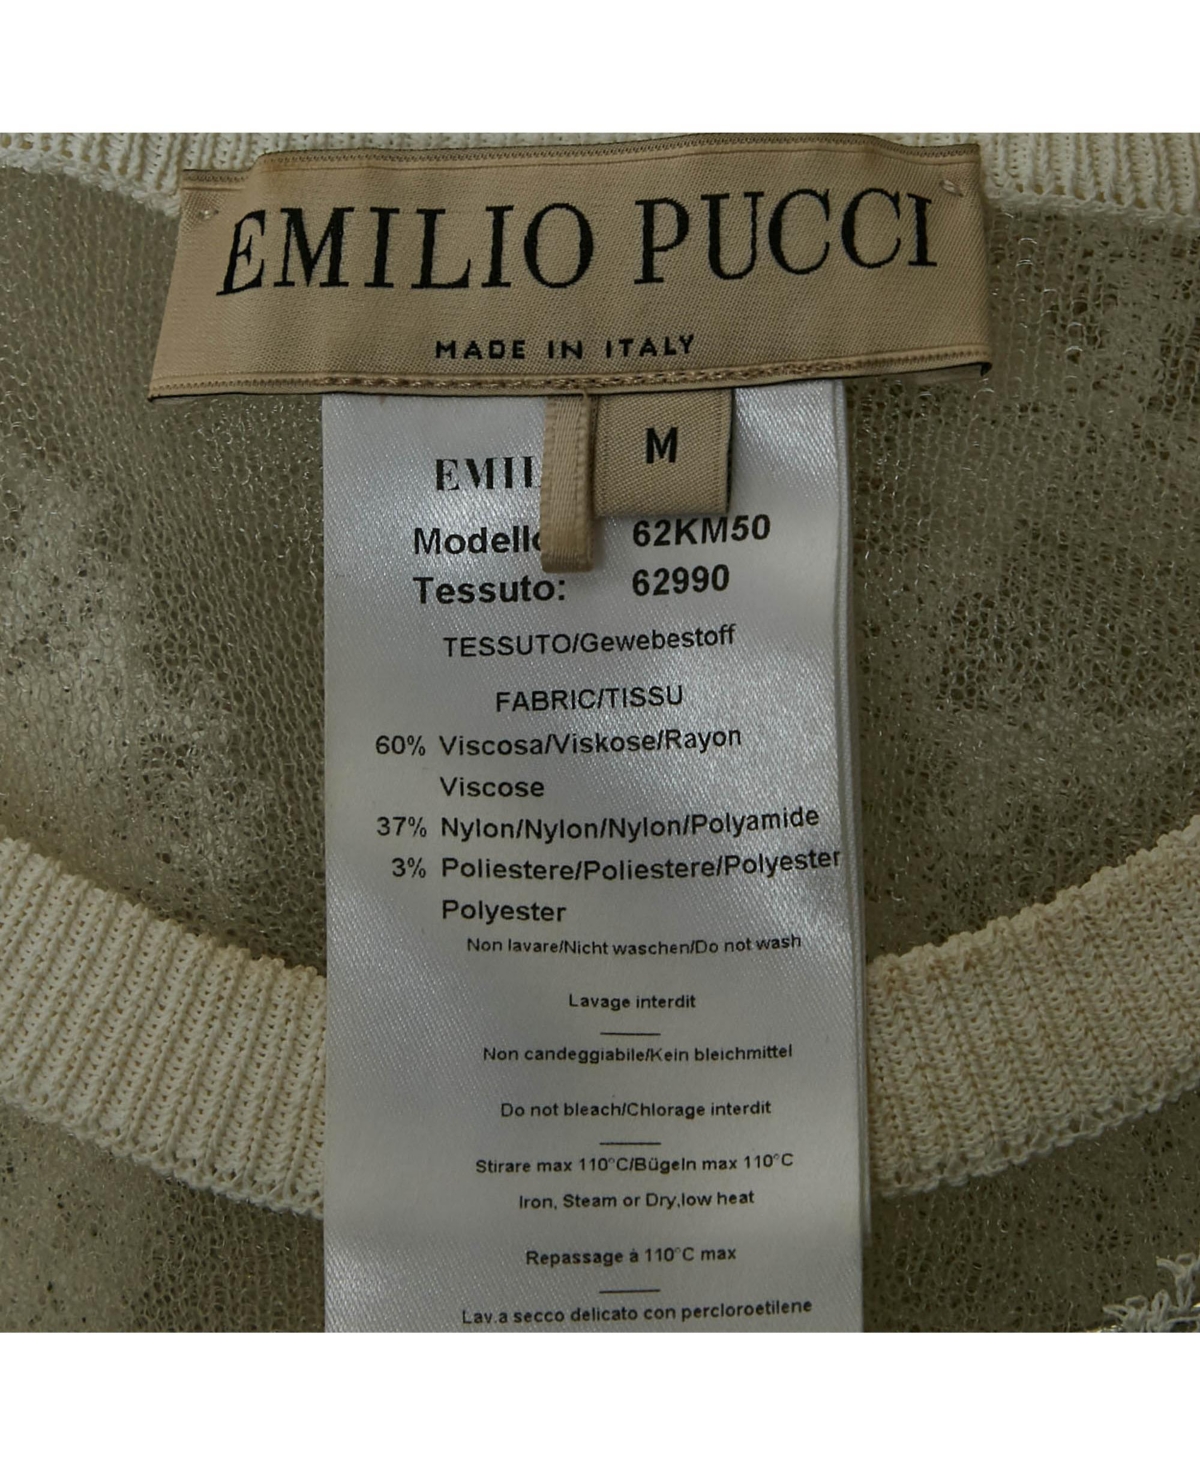 EMILIO PUCCI
MADE IN ITALY
M
EMIL
Modello 62KM50
Tessuto: 62990
TESSUTO/Gewebestoff
FABRIC/TISSU
60% Viscosa/Viskose/Rayon
Viscose
37% Nylon/Nylon/Nylon/Polyamide
3% Poliestere/Poliestere/Polyester
Polyester
Non lavare/Nicht waschen/Do not wash
Lavage interdit
Non candeggiabile/Kein bleichmittel
Do not bleach/Chlorage interdit
Stirare max 110°C/Bügeln max 110°C
Iron, Steam or Dry,low heat
Repassage à 110°C max
Lav.a secco delicato con percloroetilene